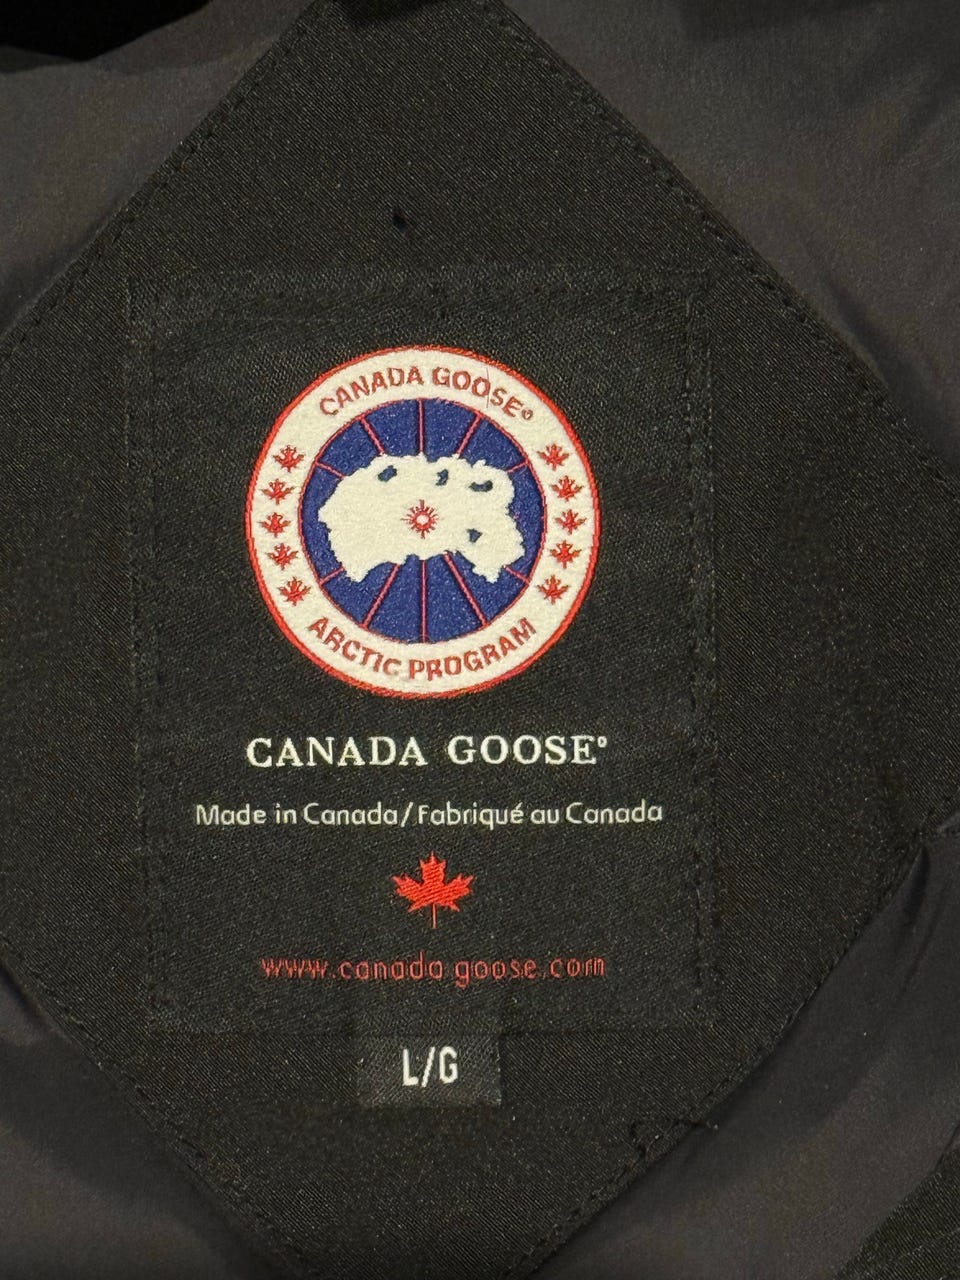 CANADA GOOSE®
ARCTIC PROGRAM
CANADA GOOSE®
Made in Canada/Fabriqué au Canada
www.canada goose.com
L/G